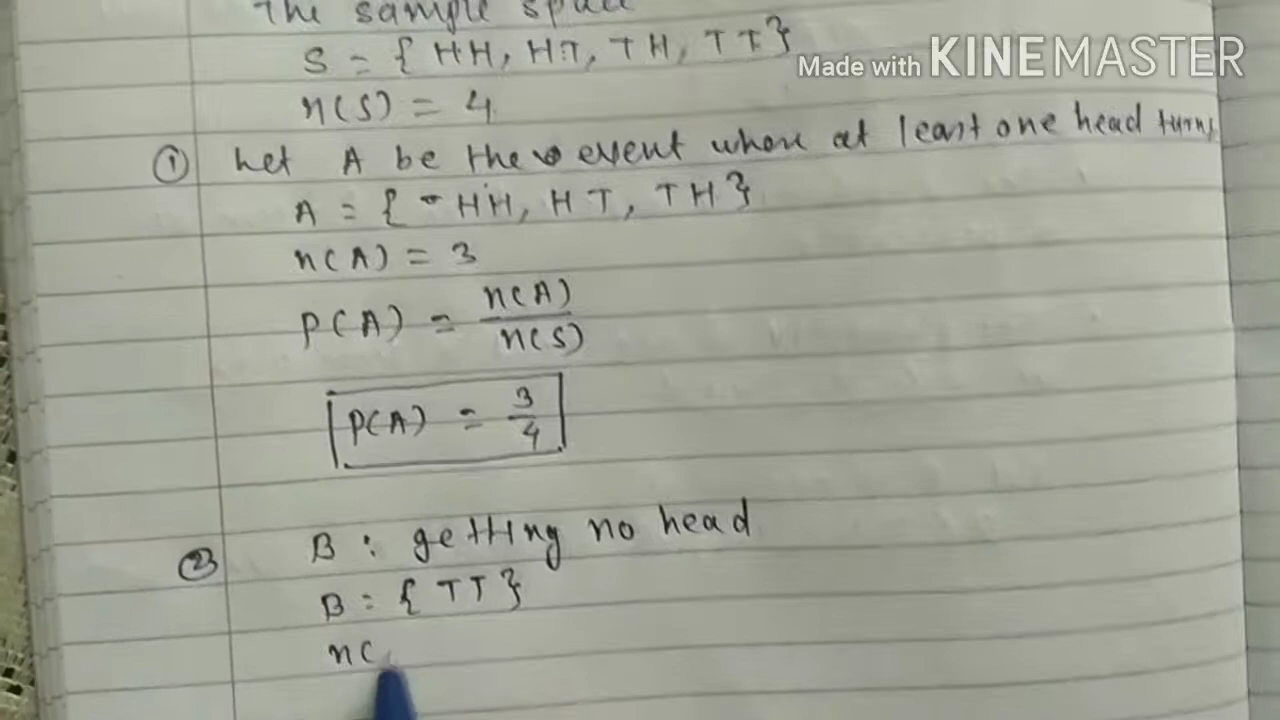 The sample space
S = { HH, HT, TH, TT }
Made with KINEMASTER
n(S) = 4
① Let A be the event where at least one head turns
A = { HH, HT, TH }
n(A) = 3
P(A) = n(A) / n(S)
P(A) = 3/4
② B : getting no head
B = { TT }
n(